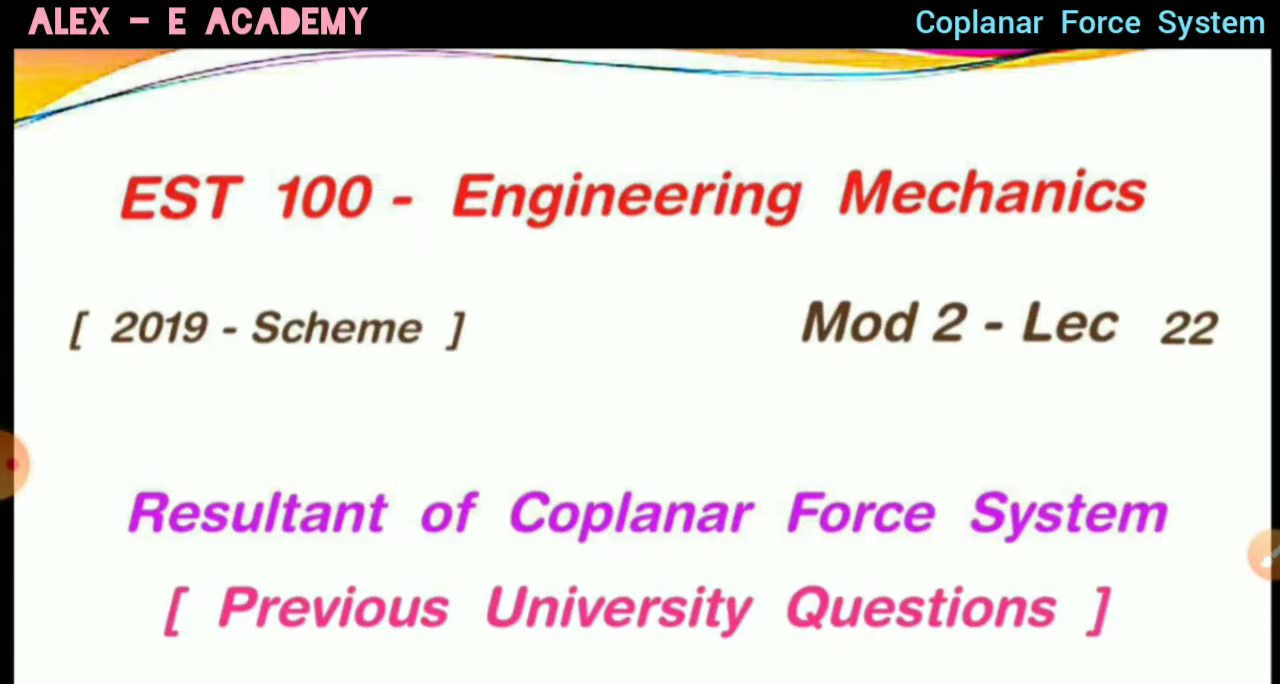 ALEX - E ACADEMY
Coplanar Force System
EST 100 - Engineering Mechanics
[ 2019 - Scheme ]
Mod 2 - Lec 22
Resultant of Coplanar Force System
[ Previous University Questions ]